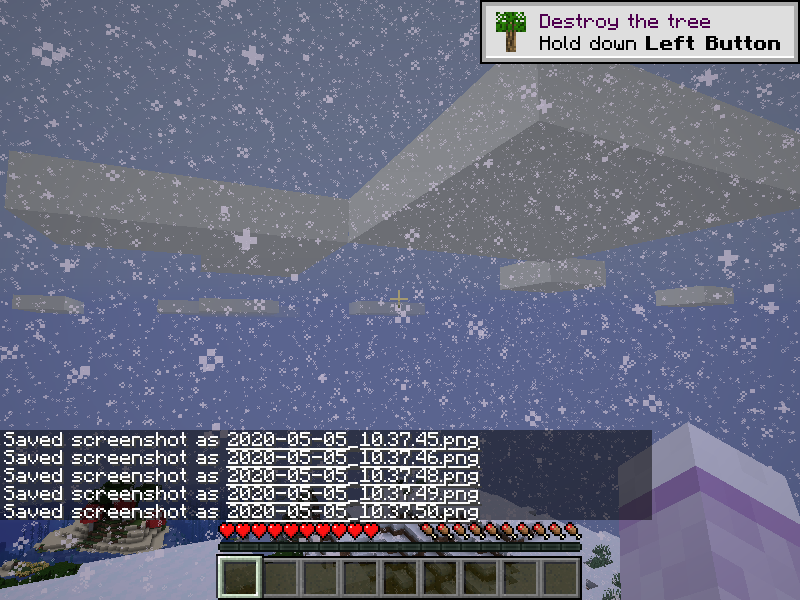 Destroy the tree
Hold down Left Button
Saved screenshot as 2020-05-05_10.37.45.png
Saved screenshot as 2020-05-05_10.37.46.png
Saved screenshot as 2020-05-05_10.37.48.png
Saved screenshot as 2020-05-05_10.37.49.png
Saved screenshot as 2020-05-05_10.37.50.png